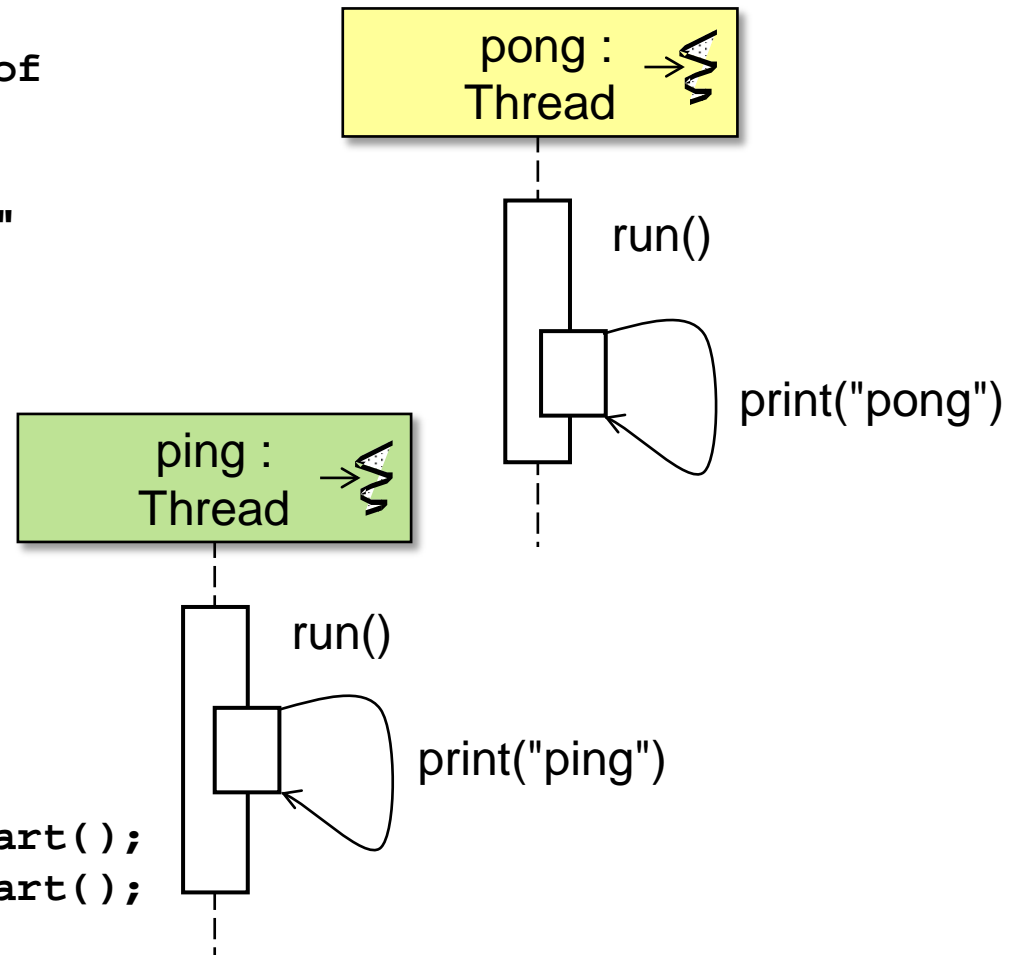 of
"
art();
art();
pong :
Thread
run()
print("pong")
ping :
Thread
run()
print("ping")